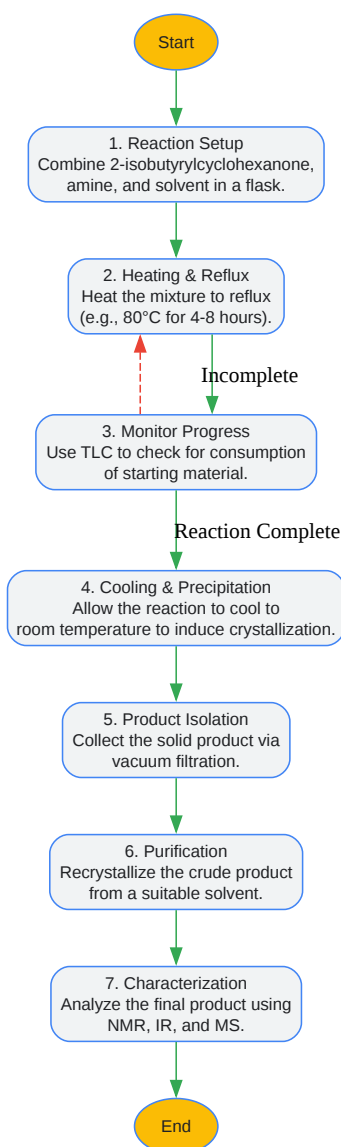 Start
1. Reaction Setup
Combine 2-isobutyrylcyclohexanone,
amine, and solvent in a flask.
2. Heating & Reflux
Heat the mixture to reflux
(e.g., 80°C for 4-8 hours).
Incomplete
3. Monitor Progress
Use TLC to check for consumption
of starting material.
Reaction Complete
4. Cooling & Precipitation
Allow the reaction to cool to
room temperature to induce crystallization.
5. Product Isolation
Collect the solid product via
vacuum filtration.
6. Purification
Recrystallize the crude product
from a suitable solvent.
7. Characterization
Analyze the final product using
NMR, IR, and MS.
End